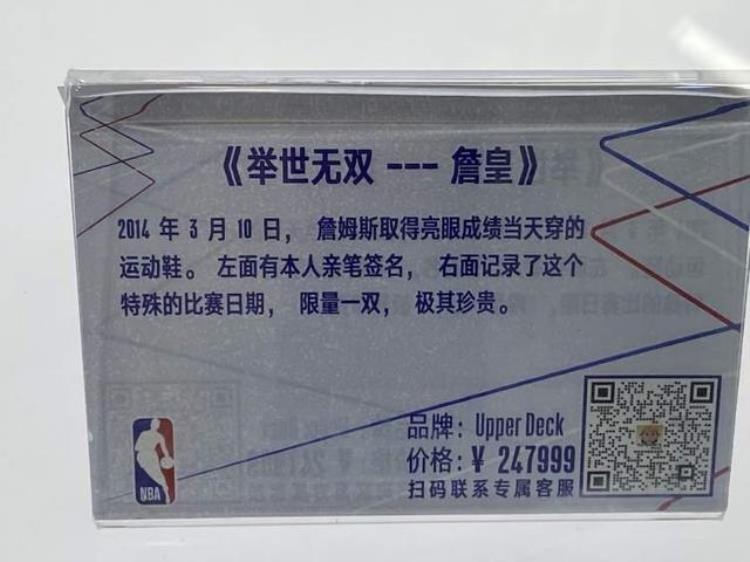 《举世无双 --- 詹皇》
2014 年 3 月 10 日， 詹姆斯取得亮眼成绩当天穿的
运动鞋。 左面有本人亲笔签名， 右面记录了这个
特殊的比赛日期， 限量一双， 极其珍贵。
品牌：Upper Deck
价格：¥ 247999
扫码联系专属客服
NBA